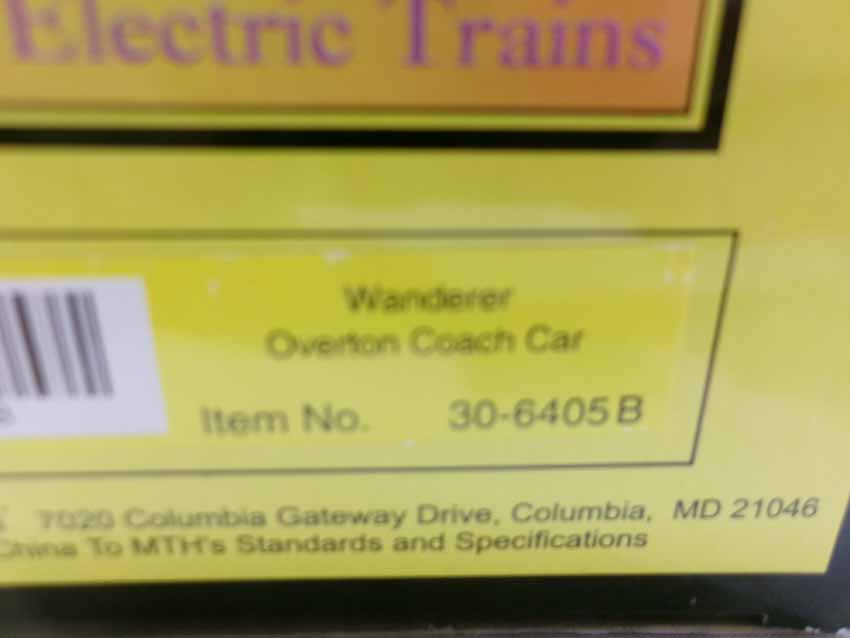 Electric Trains
Wanderer
Overton Coach Car
Item No. 30-6405 B
7020 Columbia Gateway Drive, Columbia, MD 21046
China To MTH's Standards and Specifications